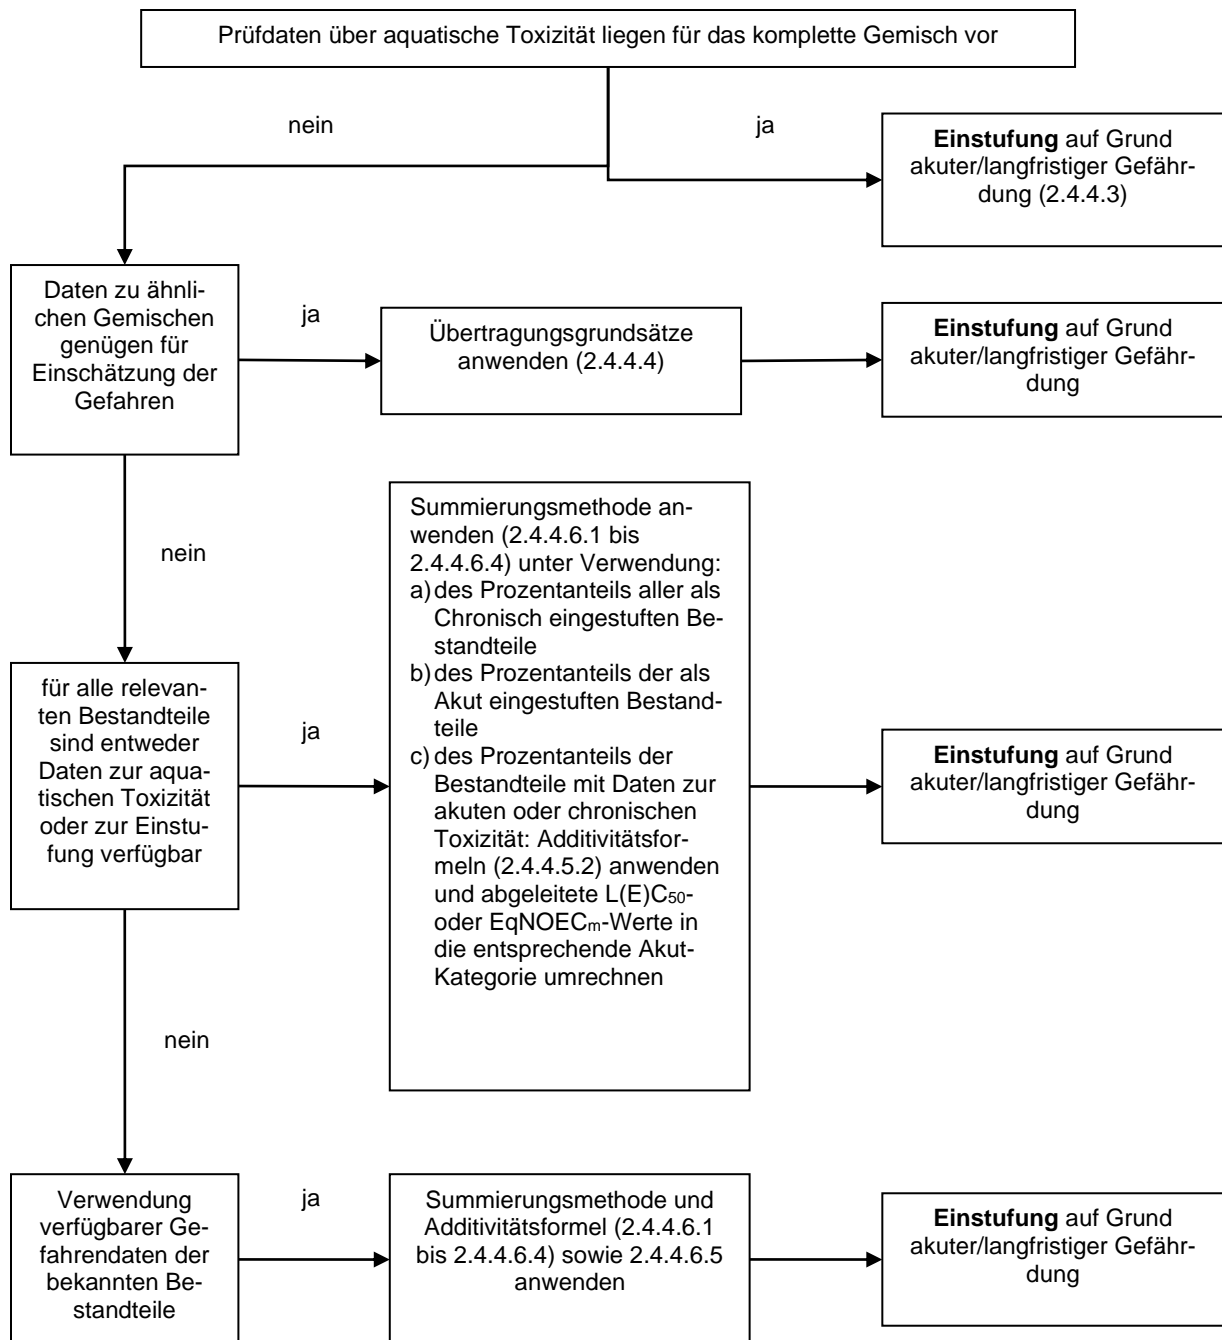 Prüfdaten über aquatische Toxizität liegen für das komplette Gemisch vor
nein
ja
Einstufung auf Grund
akuter/langfristiger Gefähr-
dung (2.4.4.3)
Daten zu ähnli-
chen Gemischen
genügen für
Einschätzung der
Gefahren
ja
Übertragungsgrundsätze
anwenden (2.4.4.4)
Einstufung auf Grund
akuter/langfristiger Gefähr-
dung
nein
Summierungsmethode an-
wenden (2.4.4.6.1 bis
2.4.4.6.4) unter Verwendung:
a) des Prozentanteils aller als
Chronisch eingestuften Be-
standteile
b) des Prozentanteils der als
Akut eingestuften Bestand-
teile
c) des Prozentanteils der
Bestandteile mit Daten zur
akuten oder chronischen
Toxizität: Additivitätsfor-
meln (2.4.4.5.2) anwenden
und abgeleitete L(E)C50-
oder EqNOECm-Werte in
die entsprechende Akut-
Kategorie umrechnen
für alle relevan-
ten Bestandteile
sind entweder
Daten zur aqua-
tischen Toxizität
oder zur Einstu-
fung verfügbar
ja
Einstufung auf Grund
akuter/langfristiger Gefähr-
dung
nein
Verwendung
verfügbarer Ge-
fahrendaten der
bekannten Be-
standteile
ja
Summierungsmethode und
Additivitätsformel (2.4.4.6.1
bis 2.4.4.6.4) sowie 2.4.4.6.5
anwenden
Einstufung auf Grund
akuter/langfristiger Gefähr-
dung